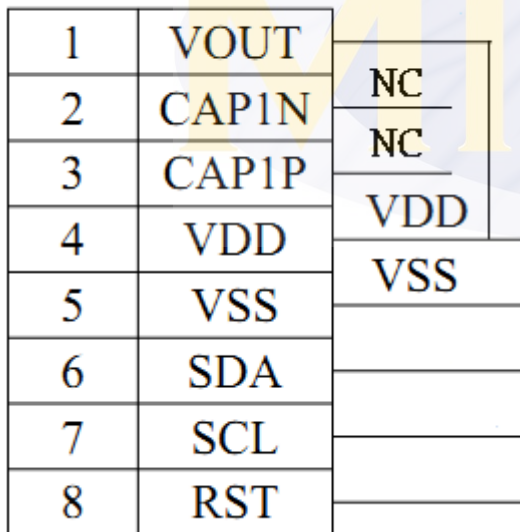 1 VOUT
2 CAP1N NC
3 CAP1P NC
4 VDD VDD
5 VSS VSS
6 SDA
7 SCL
8 RST